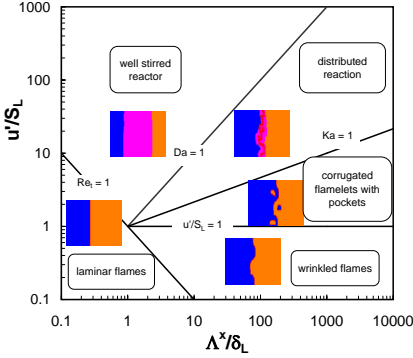 1000
100
10
1
0.1
u'/S_L
well stirred
reactor
distributed
reaction
Ka = 1
Da = 1
Re_t = 1
corrugated
flamelets with
pockets
u'/S_L = 1
laminar flames
wrinkled flames
0.1
1
10
100
1000
10000
Λ^x/δ_L